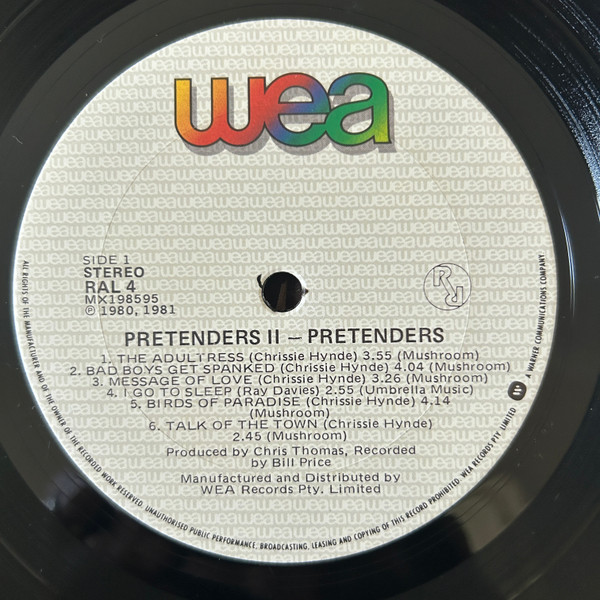 wea
SIDE 1
STEREO
RAL 4
MX198595
℗ 1980, 1981
RR
PRETENDERS II – PRETENDERS
1. THE ADULTRESS (Chrissie Hynde) 3.55 (Mushroom)
2. BAD BOYS GET SPANKED (Chrissie Hynde) 4.04 (Mushroom)
3. MESSAGE OF LOVE (Chrissie Hynde) 3.26 (Mushroom)
4. I GO TO SLEEP (Ray Davies) 2.55 (Umbrella Music)
5. BIRDS OF PARADISE (Chrissie Hynde) 4.14
(Mushroom)
6. TALK OF THE TOWN (Chrissie Hynde)
2.45 (Mushroom)
Produced by Chris Thomas, Recorded
by Bill Price
Manufactured and Distributed by
WEA Records Pty. Limited
ALL RIGHTS OF THE MANUFACTURER AND OF THE OWNER OF THE RECORDED WORK RESERVED. UNAUTHORISED PUBLIC PERFORMANCE, BROADCASTING, LEASING AND COPYING OF THIS RECORD PROHIBITED. WEA RECORDS PTY. LIMITED A WARNER COMMUNICATIONS COMPANY